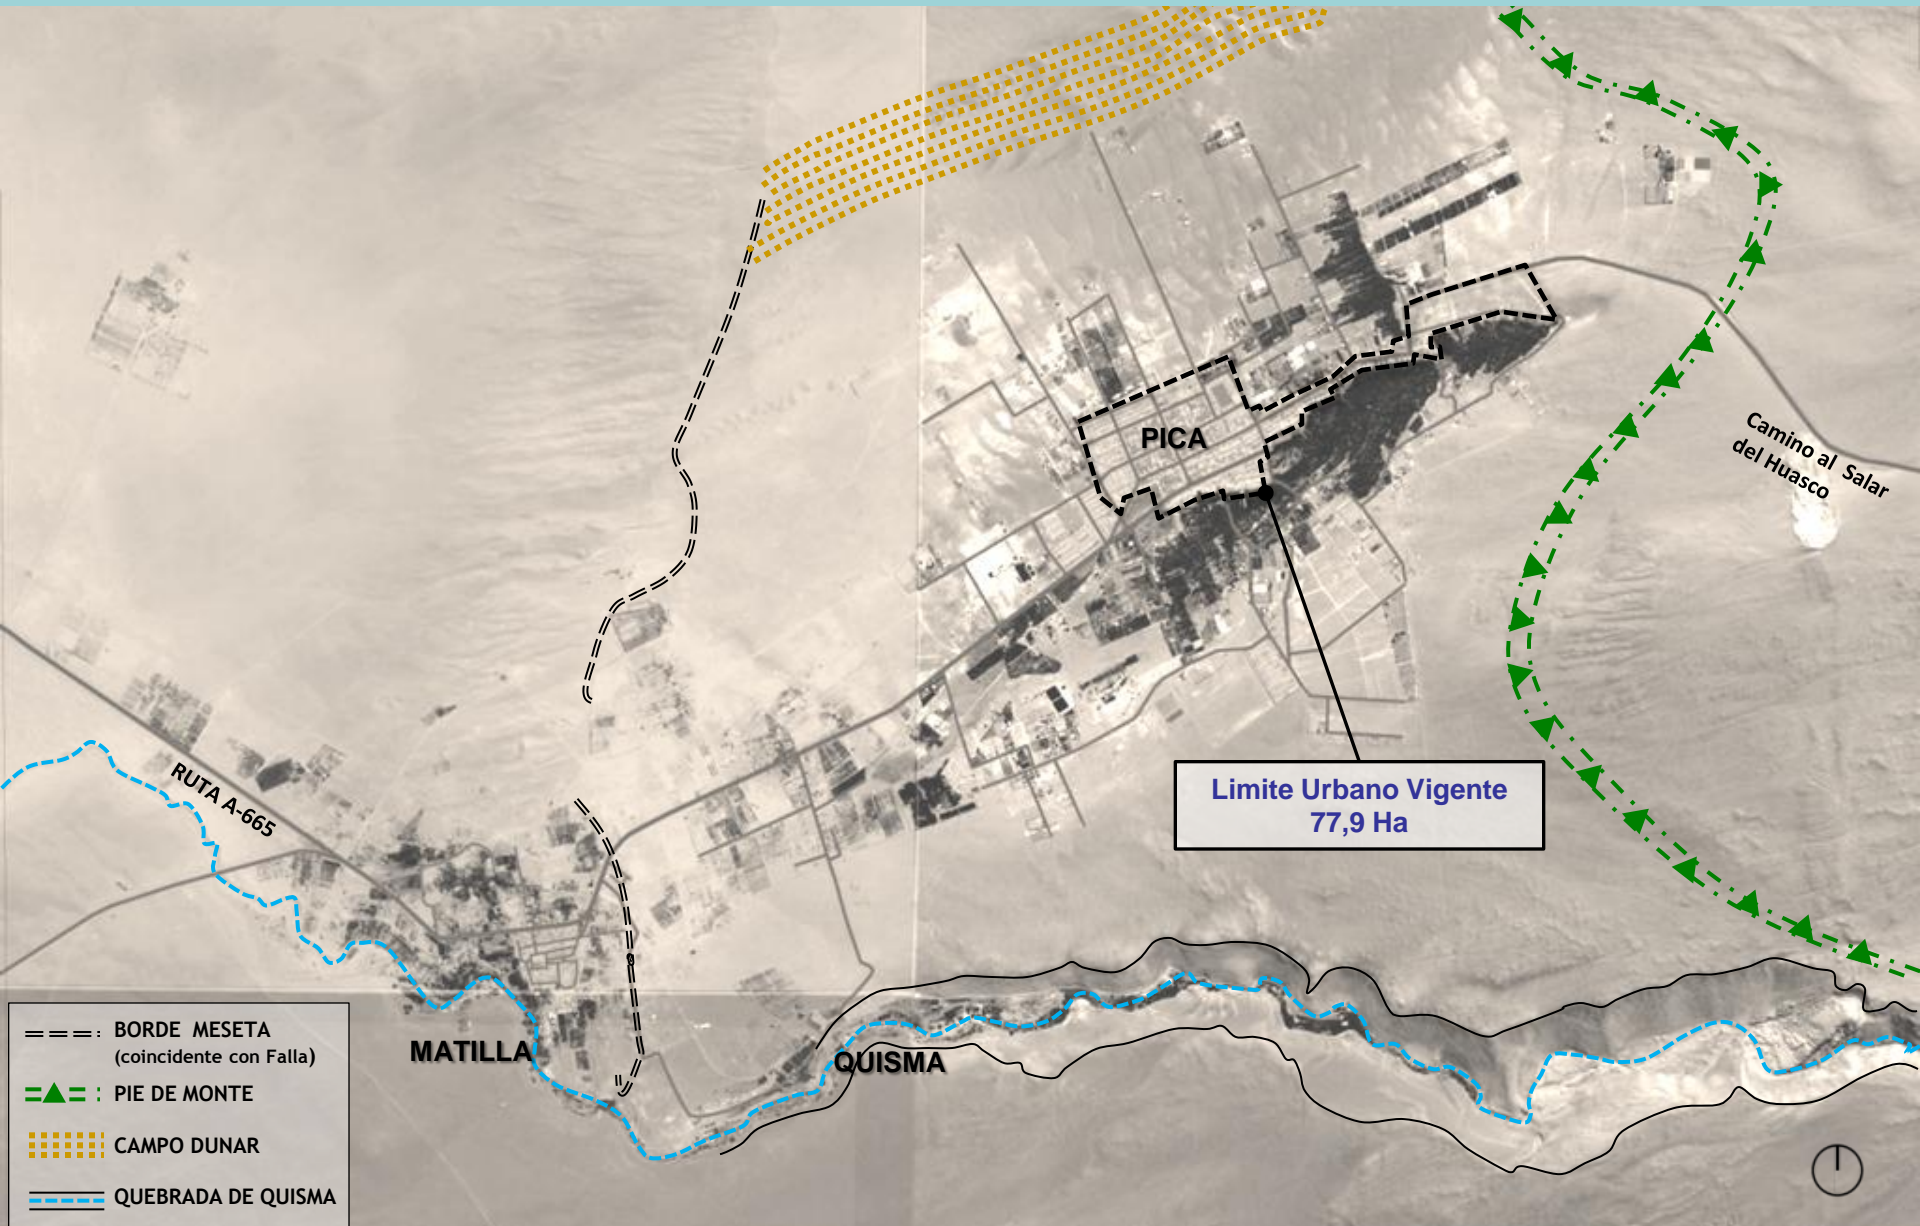 PICA
Camino al Salar
del Huasco
Limite Urbano Vigente
77,9 Ha
RUTA A-665
MATILLA
QUISMA
BORDE MESETA
(coincidente con Falla)
PIE DE MONTE
CAMPO DUNAR
QUEBRADA DE QUISMA